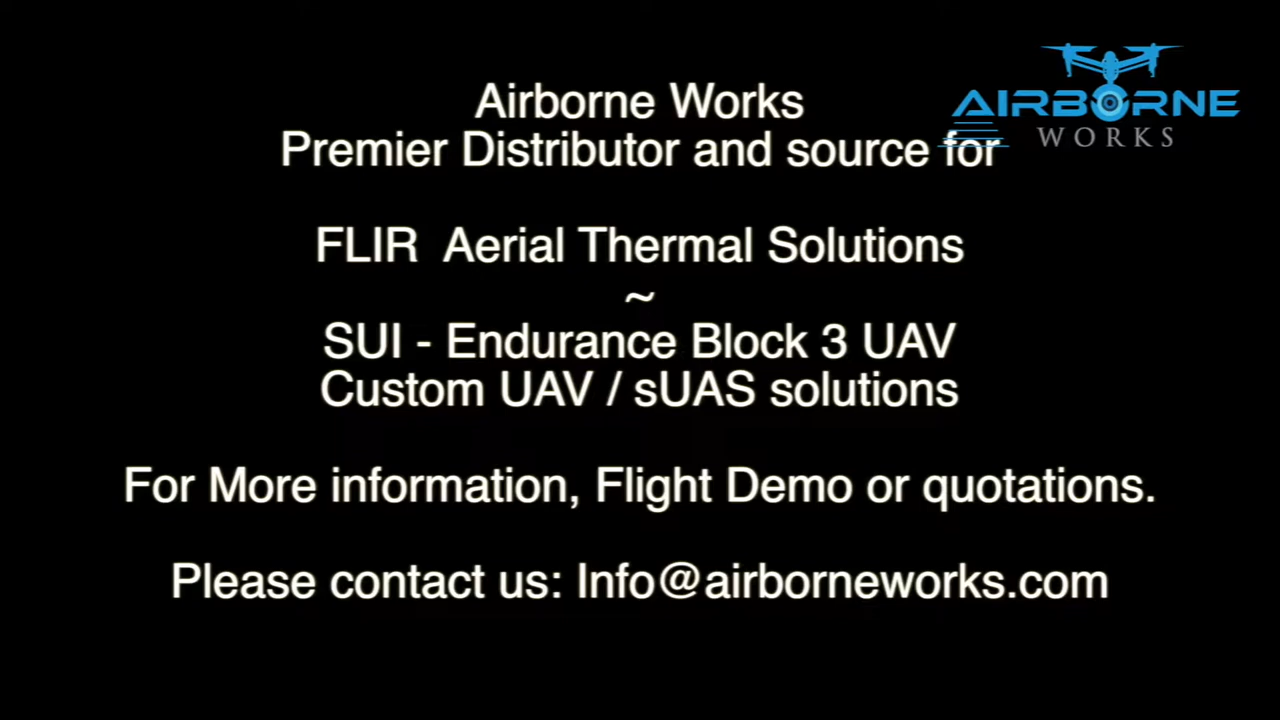 Airborne Works
Premier Distributor and source for
AIRBORNE
WORKS
FLIR  Aerial Thermal Solutions
~
SUI - Endurance Block 3 UAV
Custom UAV / sUAS solutions
For More information, Flight Demo or quotations.
Please contact us: Info@airborneworks.com